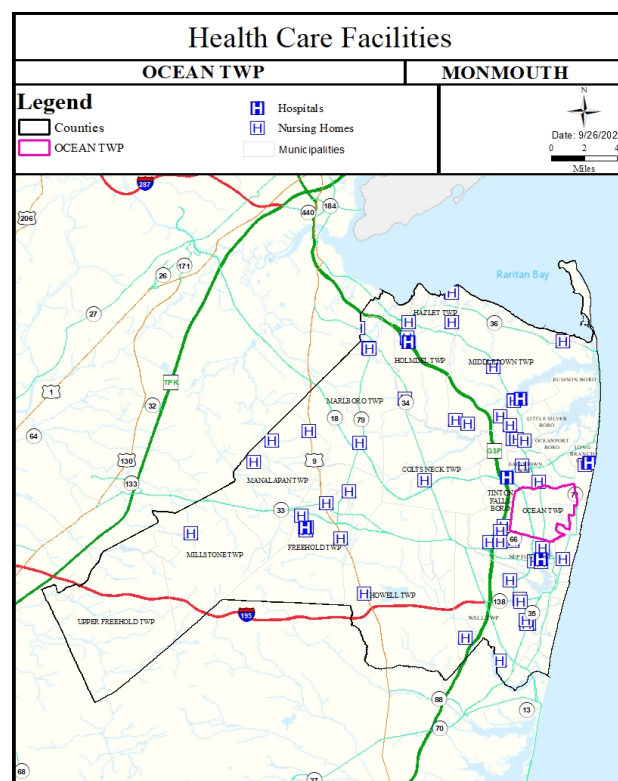 Health Care Facilities
OCEAN TWP
MONMOUTH
Legend
Counties
OCEAN TWP
H Hospitals
H Nursing Homes
Municipalities
N
Date: 9/26/202
0 2 4
Miles
287
206
440
184
171
26
27
Raritan Bay
HAZLET TWP
36
HOLMDEL TWP
MIDDLETOWN TWP
RUMSON BORO
TPK
1
32
MARLBORO TWP
34
18
79
LITTLE SILVER
BORO
64
OCEANPORT
BORO
LONG
BRANCH
130
9
GSP
133
MANALAPAN TWP
COLTS NECK TWP
TINTON
FALLS
BORO
OCEAN TWP
33
66
MILLSTONE TWP
FREEHOLD TWP
HOWELL TWP
138
35
195
UPPER FREEHOLD TWP
WALL TWP
88
13
70
68
37